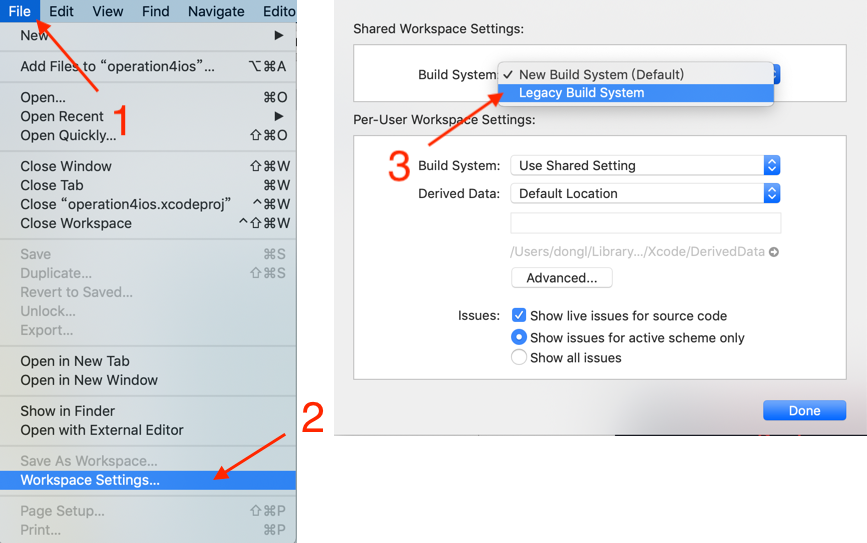 File Edit View Find Navigate Edito
New ▶
Add Files to “operation4ios”... ⌥⌘A
1
Open... ⌘O
Open Recent ▶
Open Quickly... ⇧⌘O
Close Window ⇧⌘W
Close Tab ⌘W
Close “operation4ios.xcodeproj” ^⌘W
Close Workspace ^⇧⌘W
Save ⌘S
Duplicate... ⇧⌘S
Revert to Saved...
Unlock...
Export...
Open in New Tab
Open in New Window
Show in Finder
Open with External Editor
2
Save As Workspace...
Workspace Settings...
Page Setup... ⇧⌘P
Print... ⌘P
Shared Workspace Settings:
Build System: ✓ New Build System (Default)
Legacy Build System
3
Per-User Workspace Settings:
Build System: Use Shared Setting
Derived Data: Default Location
/Users/dongl/Library.../Xcode/DerivedData
Advanced...
Issues: Show live issues for source code
Show issues for active scheme only
Show all issues
Done